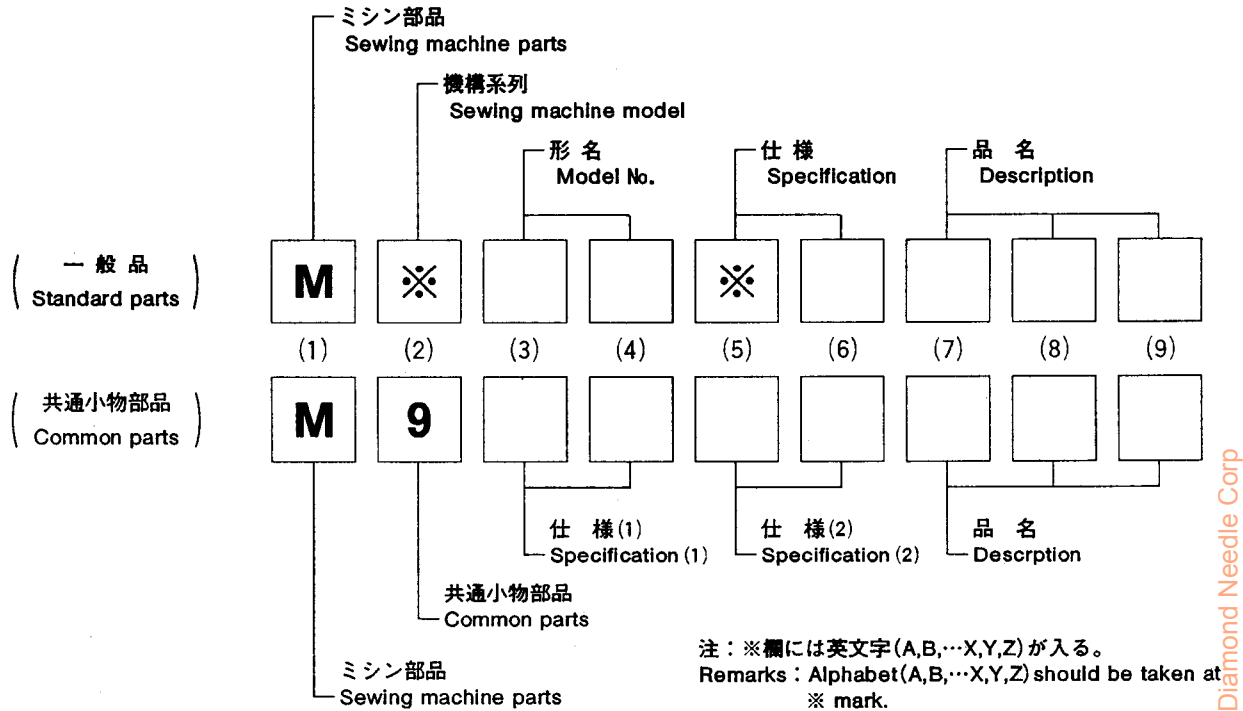 ミシン部品
Sewing machine parts
機構系列
Sewing machine model
形 名
Model No.
仕 様
Specification
品 名
Description
一 般 品
Standard parts
M ※ ※
(1) (2) (3) (4) (5) (6) (7) (8) (9)
共通小物部品
Common parts
M 9
仕 様(1)
Specification (1)
仕 様(2)
Specification (2)
品 名
Descrption
共通小物部品
Common parts
ミシン部品
Sewing machine parts
注：※欄には英文字(A,B,…X,Y,Z)が入る。
Remarks : Alphabet(A,B,…X,Y,Z)should be taken at
※ mark.
Diamond Needle Corp